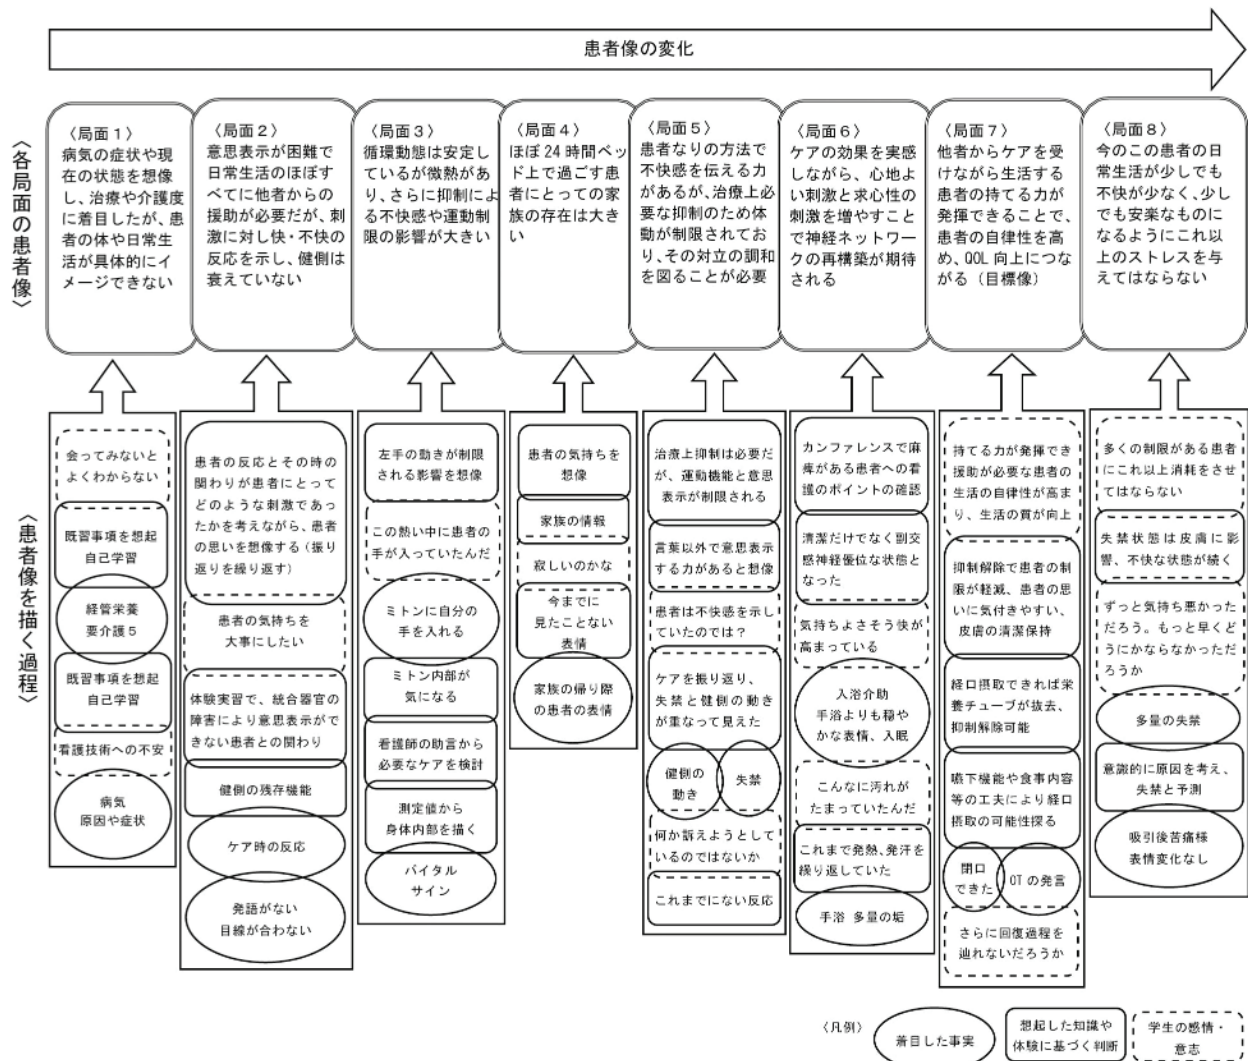 患者像の変化
〈各局面の患者像〉
〈局面1〉
病気の症状や現
在の状態を想像
し、治療や介護度
に着目したが、患
者の体や日常生
活が具体的にイ
メージできない
〈局面2〉
意思表示が困難で
日常生活のほぼす
べてに他者からの
援助が必要だが、刺
激に対し快・不快の
反応を示し、健側は
衰えていない
〈局面3〉
循環動態は安定し
ているが微熱があ
り、さらに抑制によ
る不快感や運動制
限の影響が大きい
〈局面4〉
ほぼ24時間ベッ
ド上で過ごす患
者にとっての家
族の存在は大き
い
〈局面5〉
患者なりの方法で
不快感を伝える力
があるが、治療上必
要な抑制のため体
動が制限されてお
り、その対立の調和
を図ることが必要
〈局面6〉
ケアの効果を実感
しながら、心地よ
い刺激と求心性の
刺激を増やすこと
で神経ネットワー
クの再構築が期待
される
〈局面7〉
他者からケアを受
けながら生活する
患者の持てる力が
発揮できることで、
患者の自律性を高
め、QOL向上につな
がる（目標像）
〈局面8〉
今のこの患者の日
常生活が少しでも
不快が少なく、少し
でも安楽なものに
なるようにこれ以
上のストレスを与
えてはならない
〈患者像を描く過程〉
会ってみないと
よくわからない
既習事項を想起
自己学習
経管栄養
要介護5
既習事項を想起
自己学習
看護技術への不安
病気
原因や症状
患者の反応とその時の
関わりが患者にとって
どのような刺激であっ
たかを考えながら、患者
の思いを想像する（振り
返りを繰り返す）
患者の気持ちを
大事にしたい
体験実習で、統合器官の
障害により意思表示がで
きない患者との関わり
健側の残存機能
ケア時の反応
発語がない
目線が合わない
左手の動きが制限
される影響を想像
この熱い中に患者の
手が入っていたんだ
ミトンに自分の
手を入れる
ミトン内部が
気になる
看護師の助言から
必要なケアを検討
測定値から
身体内部を描く
バイタル
サイン
患者の気持ちを
想像
家族の情報
寂しいのかな
今までに
見たことない
表情
家族の帰り際
の患者の表情
治療上抑制は必要だ
が、運動機能と意思
表示が制限される
言葉以外で意思表示
する力があると想像
患者は不快感を示し
ていたのでは？
ケアを振り返り、
失禁と健側の動き
が重なって見えた
健側の
動き
失禁
何か訴えようとして
いるのではないか
これまでにない反応
カンファレンスで麻
痺がある患者への看
護のポイントの確認
清潔だけでなく副交
感神経優位な状態と
なった
気持ちよさそう快が
高まっている
入浴介助
手浴よりも穏や
かな表情、入眠
こんなに汚れが
たまっていたんだ
これまで発熱、発汗を
繰り返していた
手浴 多量の垢
持てる力が発揮でき
援助が必要な患者の
生活の自律性が高ま
り、生活の質が向上
抑制解除で患者の制
限が軽減、患者の思
いに気付きやすい、
皮膚の清潔保持
経口摂取できれば栄
養チューブが抜去、
抑制解除可能
嚥下機能や食事内容
等の工夫により経口
摂取の可能性探る
閉口
できた
OTの発言
さらに回復過程を
辿れないだろうか
多くの制限がある患者
にこれ以上消耗をさせ
てはならない
失禁状態は皮膚に影
響、不快な状態が続く
ずっと気持ち悪かった
だろう。もっと早くど
うにかならなかっただ
ろうか
多量の失禁
意識的に原因を考え、
失禁と予測
吸引後苦痛様
表情変化なし
〈凡例〉
着目した事実
想起した知識や
体験に基づく判断
学生の感情・
意志